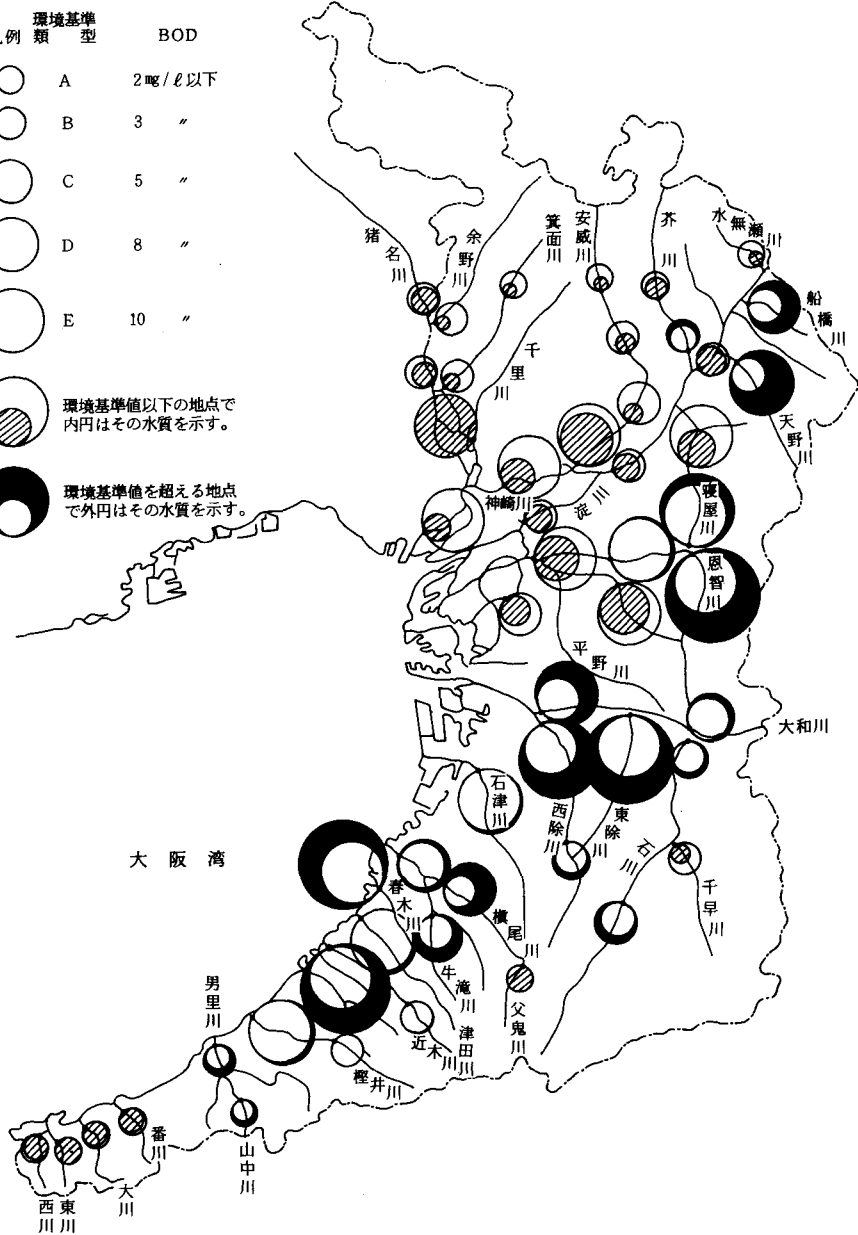 環境基準
例 類 型 BOD
A 2mg/ℓ以下
B 3 〃
C 5 〃
D 8 〃
E 10 〃
環境基準値以下の地点で
内円はその水質を示す。
環境基準値を超える地点
で外円はその水質を示す。
猪名川
余野川
箕面川
安威川
芥川
水無瀬川
船橋川
千里川
天野川
神崎川
淀川
寝屋川
恩智川
平野川
大和川
石津川
西除川
東除川
石川
千早川
大阪湾
春木川
槇尾川
牛滝川
父鬼川
津田川
近木川
樫井川
男里川
山中川
番川
大川
東川
西川